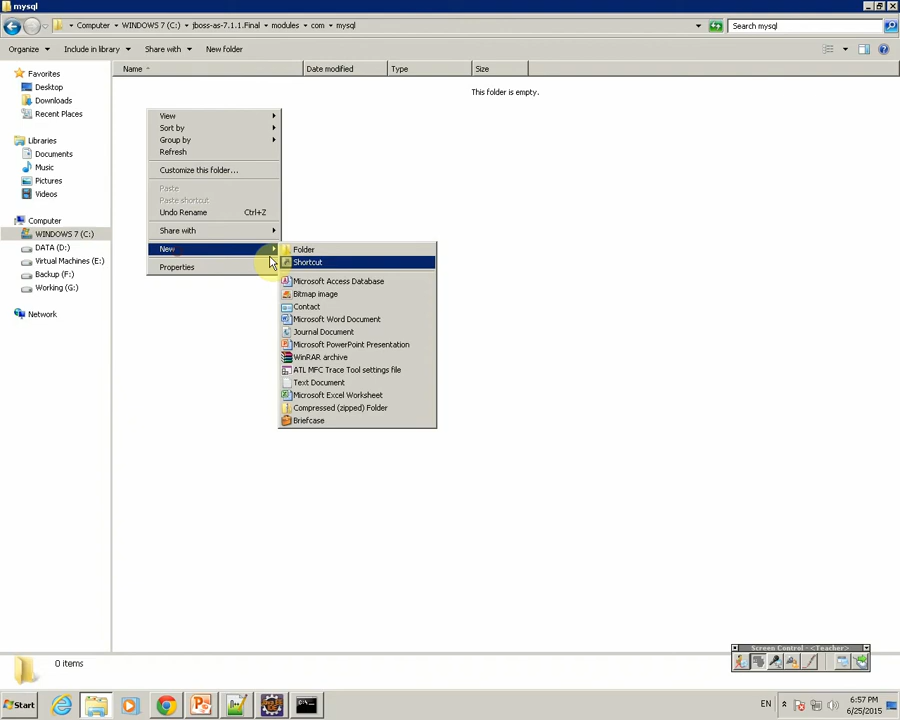 mysql
Computer WINDOWS 7 (C:) jboss-as-7.1.1.Final modules com mysql
Search mysql
Organize Include in library Share with New folder
Name Date modified Type Size
This folder is empty.
Favorites
Desktop
Downloads
Recent Places
Libraries
Documents
Music
Pictures
Videos
Computer
WINDOWS 7 (C:)
DATA (D:)
Virtual Machines (E:)
Backup (F:)
Working (G:)
Network
View
Sort by
Group by
Refresh
Customize this folder...
Paste
Paste shortcut
Undo Rename Ctrl+Z
Share with
New
Properties
Folder
Shortcut
Microsoft Access Database
Bitmap image
Contact
Microsoft Word Document
Journal Document
Microsoft PowerPoint Presentation
WinRAR archive
ATL MFC Trace Tool settings file
Text Document
Microsoft Excel Worksheet
Compressed (zipped) Folder
Briefcase
0 items
Screen Control - <Teacher>
Start
EN
6:57 PM
6/25/2015